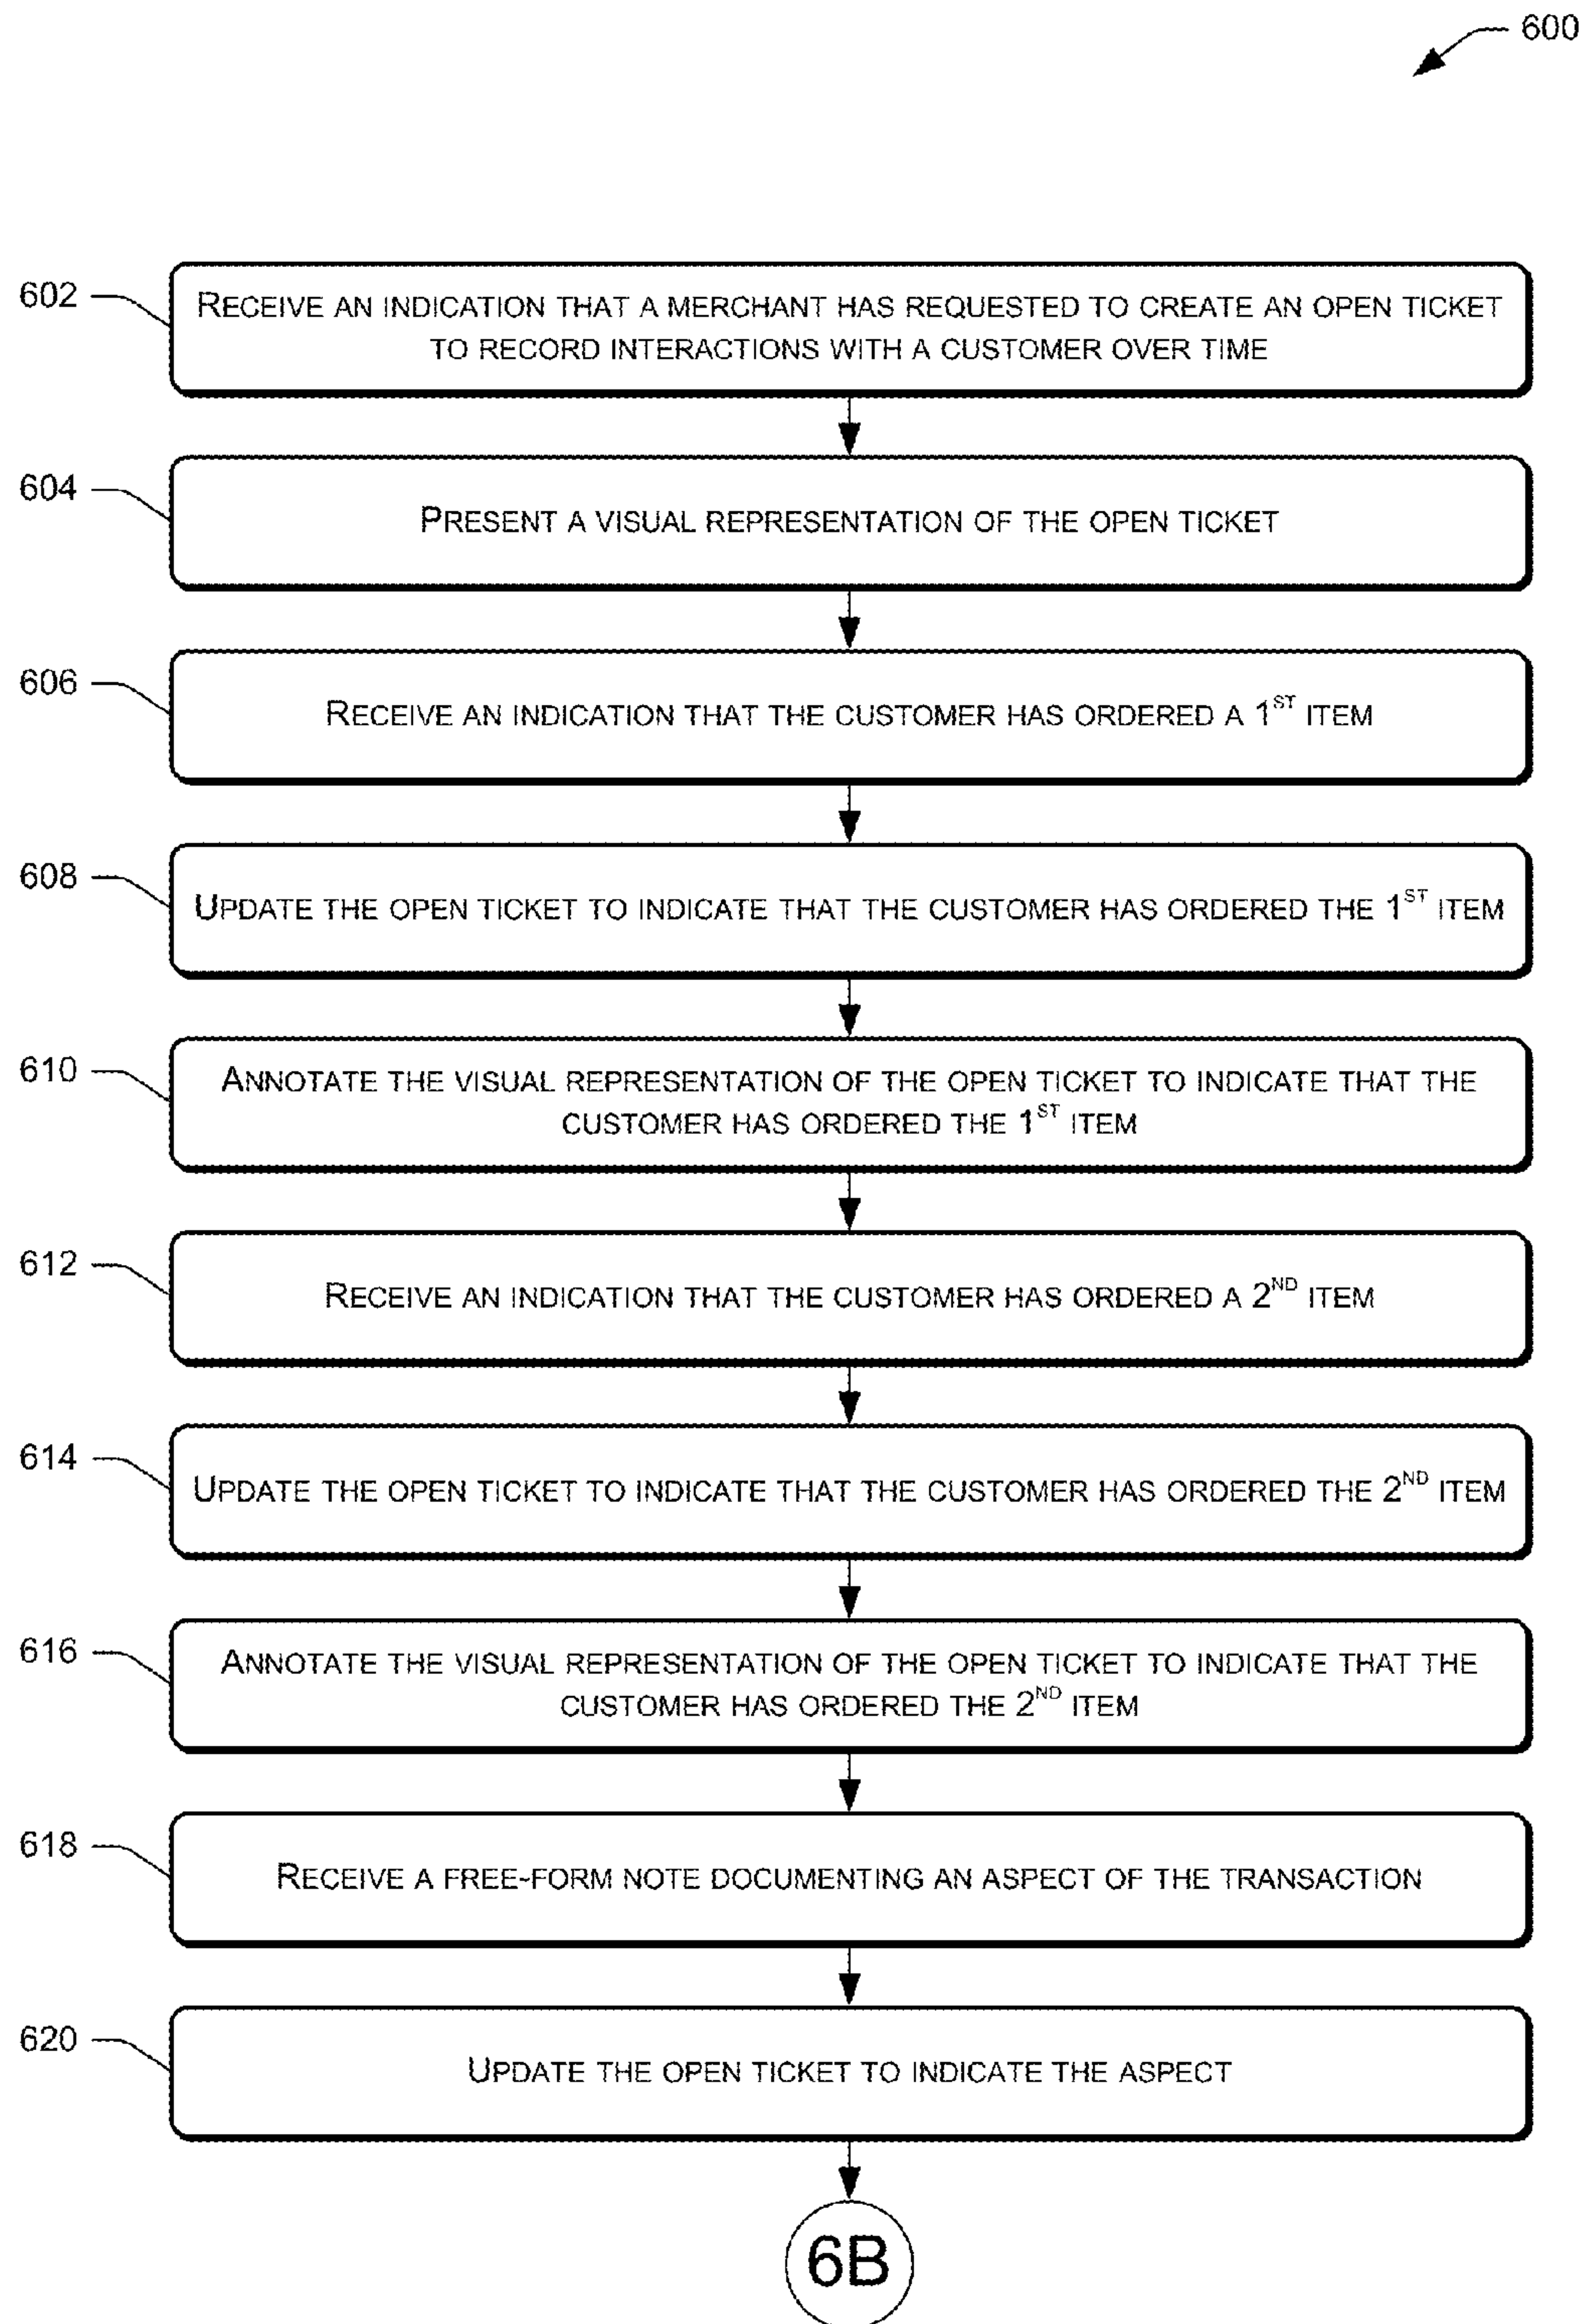 600
602
RECEIVE AN INDICATION THAT A MERCHANT HAS REQUESTED TO CREATE AN OPEN TICKET
TO RECORD INTERACTIONS WITH A CUSTOMER OVER TIME
604
PRESENT A VISUAL REPRESENTATION OF THE OPEN TICKET
606
RECEIVE AN INDICATION THAT THE CUSTOMER HAS ORDERED A 1ST ITEM
608
UPDATE THE OPEN TICKET TO INDICATE THAT THE CUSTOMER HAS ORDERED THE 1ST ITEM
610
ANNOTATE THE VISUAL REPRESENTATION OF THE OPEN TICKET TO INDICATE THAT THE
CUSTOMER HAS ORDERED THE 1ST ITEM
612
RECEIVE AN INDICATION THAT THE CUSTOMER HAS ORDERED A 2ND ITEM
614
UPDATE THE OPEN TICKET TO INDICATE THAT THE CUSTOMER HAS ORDERED THE 2ND ITEM
616
ANNOTATE THE VISUAL REPRESENTATION OF THE OPEN TICKET TO INDICATE THAT THE
CUSTOMER HAS ORDERED THE 2ND ITEM
618
RECEIVE A FREE-FORM NOTE DOCUMENTING AN ASPECT OF THE TRANSACTION
620
UPDATE THE OPEN TICKET TO INDICATE THE ASPECT
6B